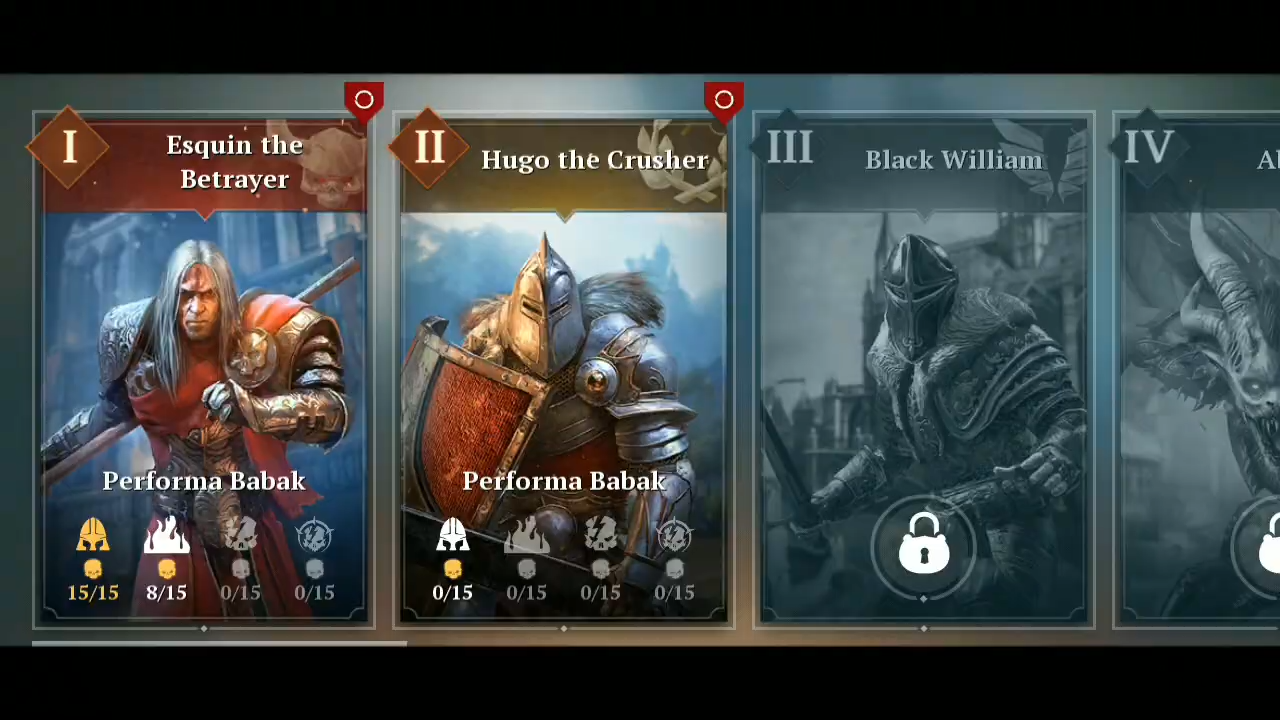 I
Esquin the
Betrayer
Performa Babak
15/15 8/15 0/15 0/15
II
Hugo the Crusher
Performa Babak
0/15 0/15 0/15 0/15
III
Black William
IV